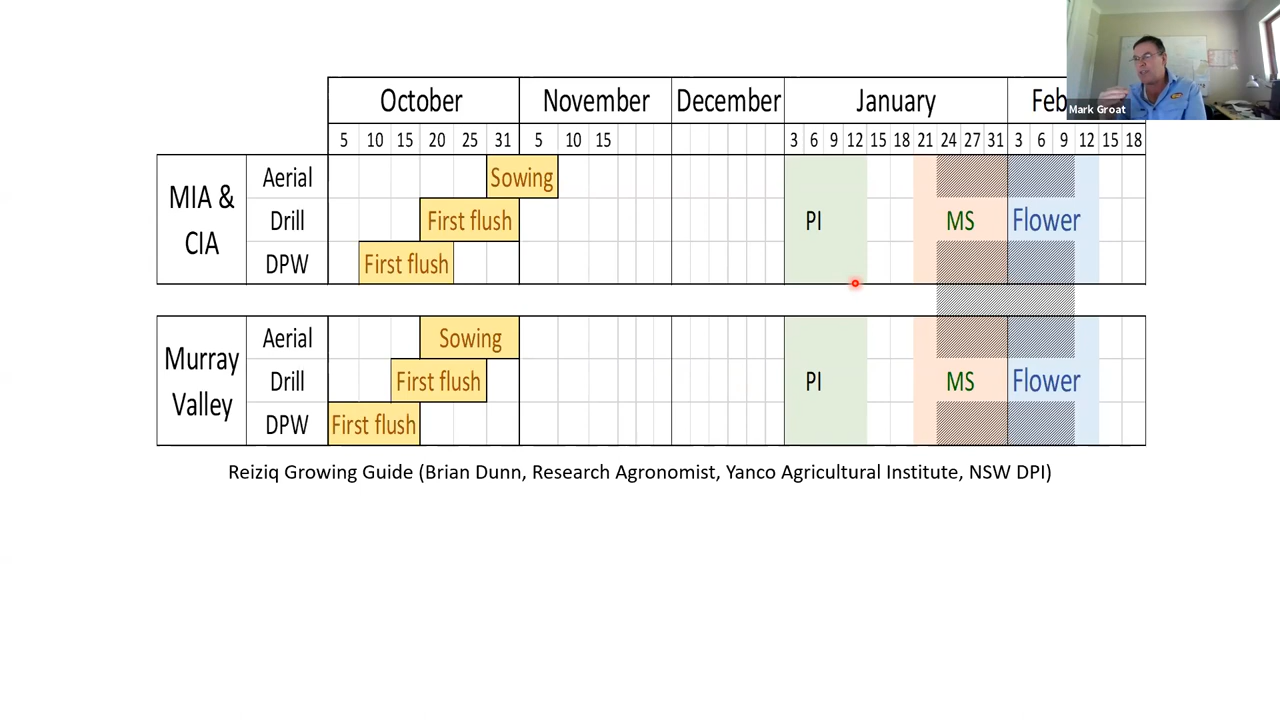 October November December January Feb
Mark Groat
5 10 15 20 25 31 5 10 15 3 6 9 12 15 18 21 24 27 31 3 6 9 12 15 18
MIA & CIA
Aerial Sowing
Drill First flush PI MS Flower
DPW First flush
Murray Valley
Aerial Sowing
Drill First flush PI MS Flower
DPW First flush
Reiziq Growing Guide (Brian Dunn, Research Agronomist, Yanco Agricultural Institute, NSW DPI)